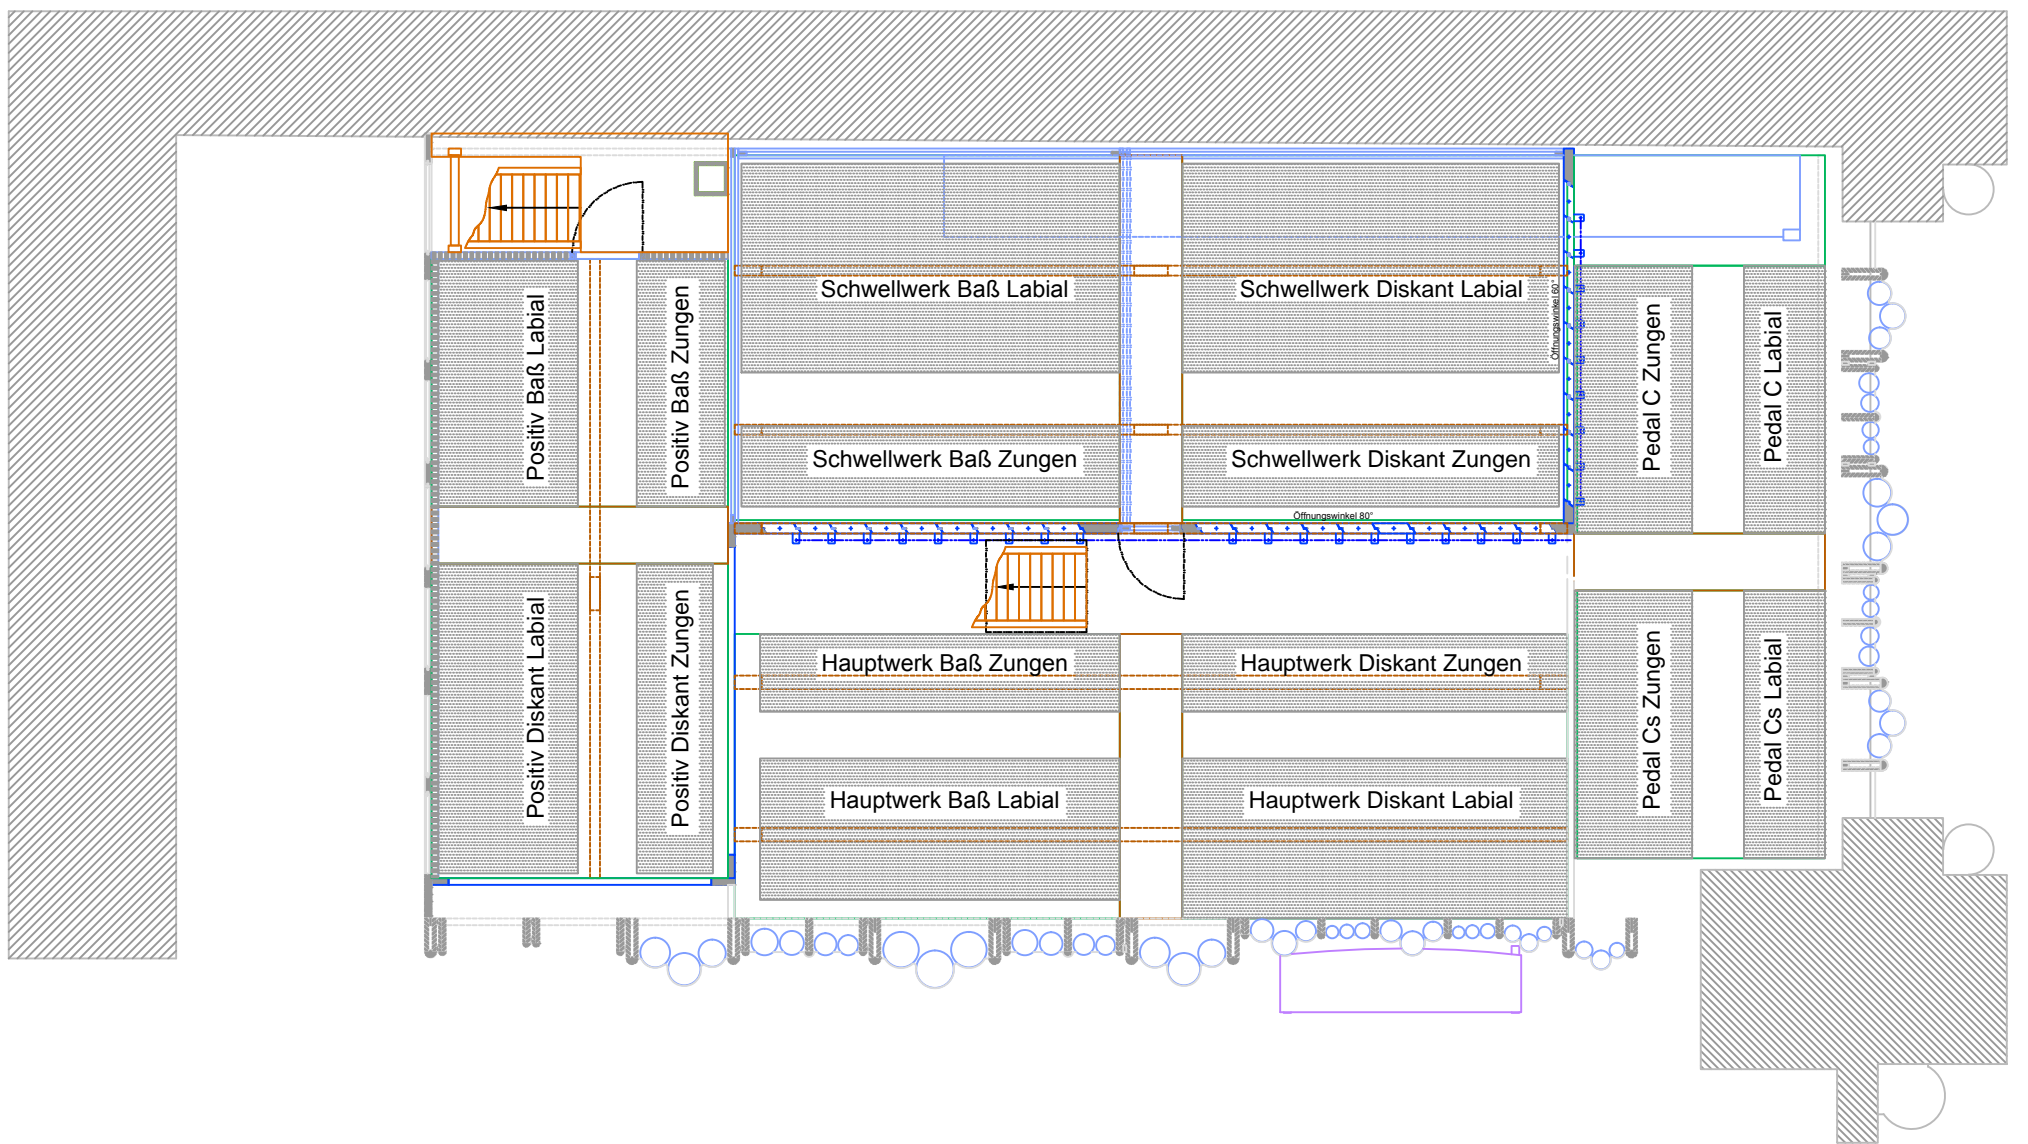 Positiv Baß Labial
Positiv Baß Zungen
Schwellwerk Baß Labial
Schwellwerk Diskant Labial
Öffnungswinkel 60°
Pedal C Zungen
Pedal C Labial
Schwellwerk Baß Zungen
Schwellwerk Diskant Zungen
Öffnungswinkel 80°
Positiv Diskant Labial
Positiv Diskant Zungen
Hauptwerk Baß Zungen
Hauptwerk Diskant Zungen
Pedal Cs Zungen
Pedal Cs Labial
Hauptwerk Baß Labial
Hauptwerk Diskant Labial